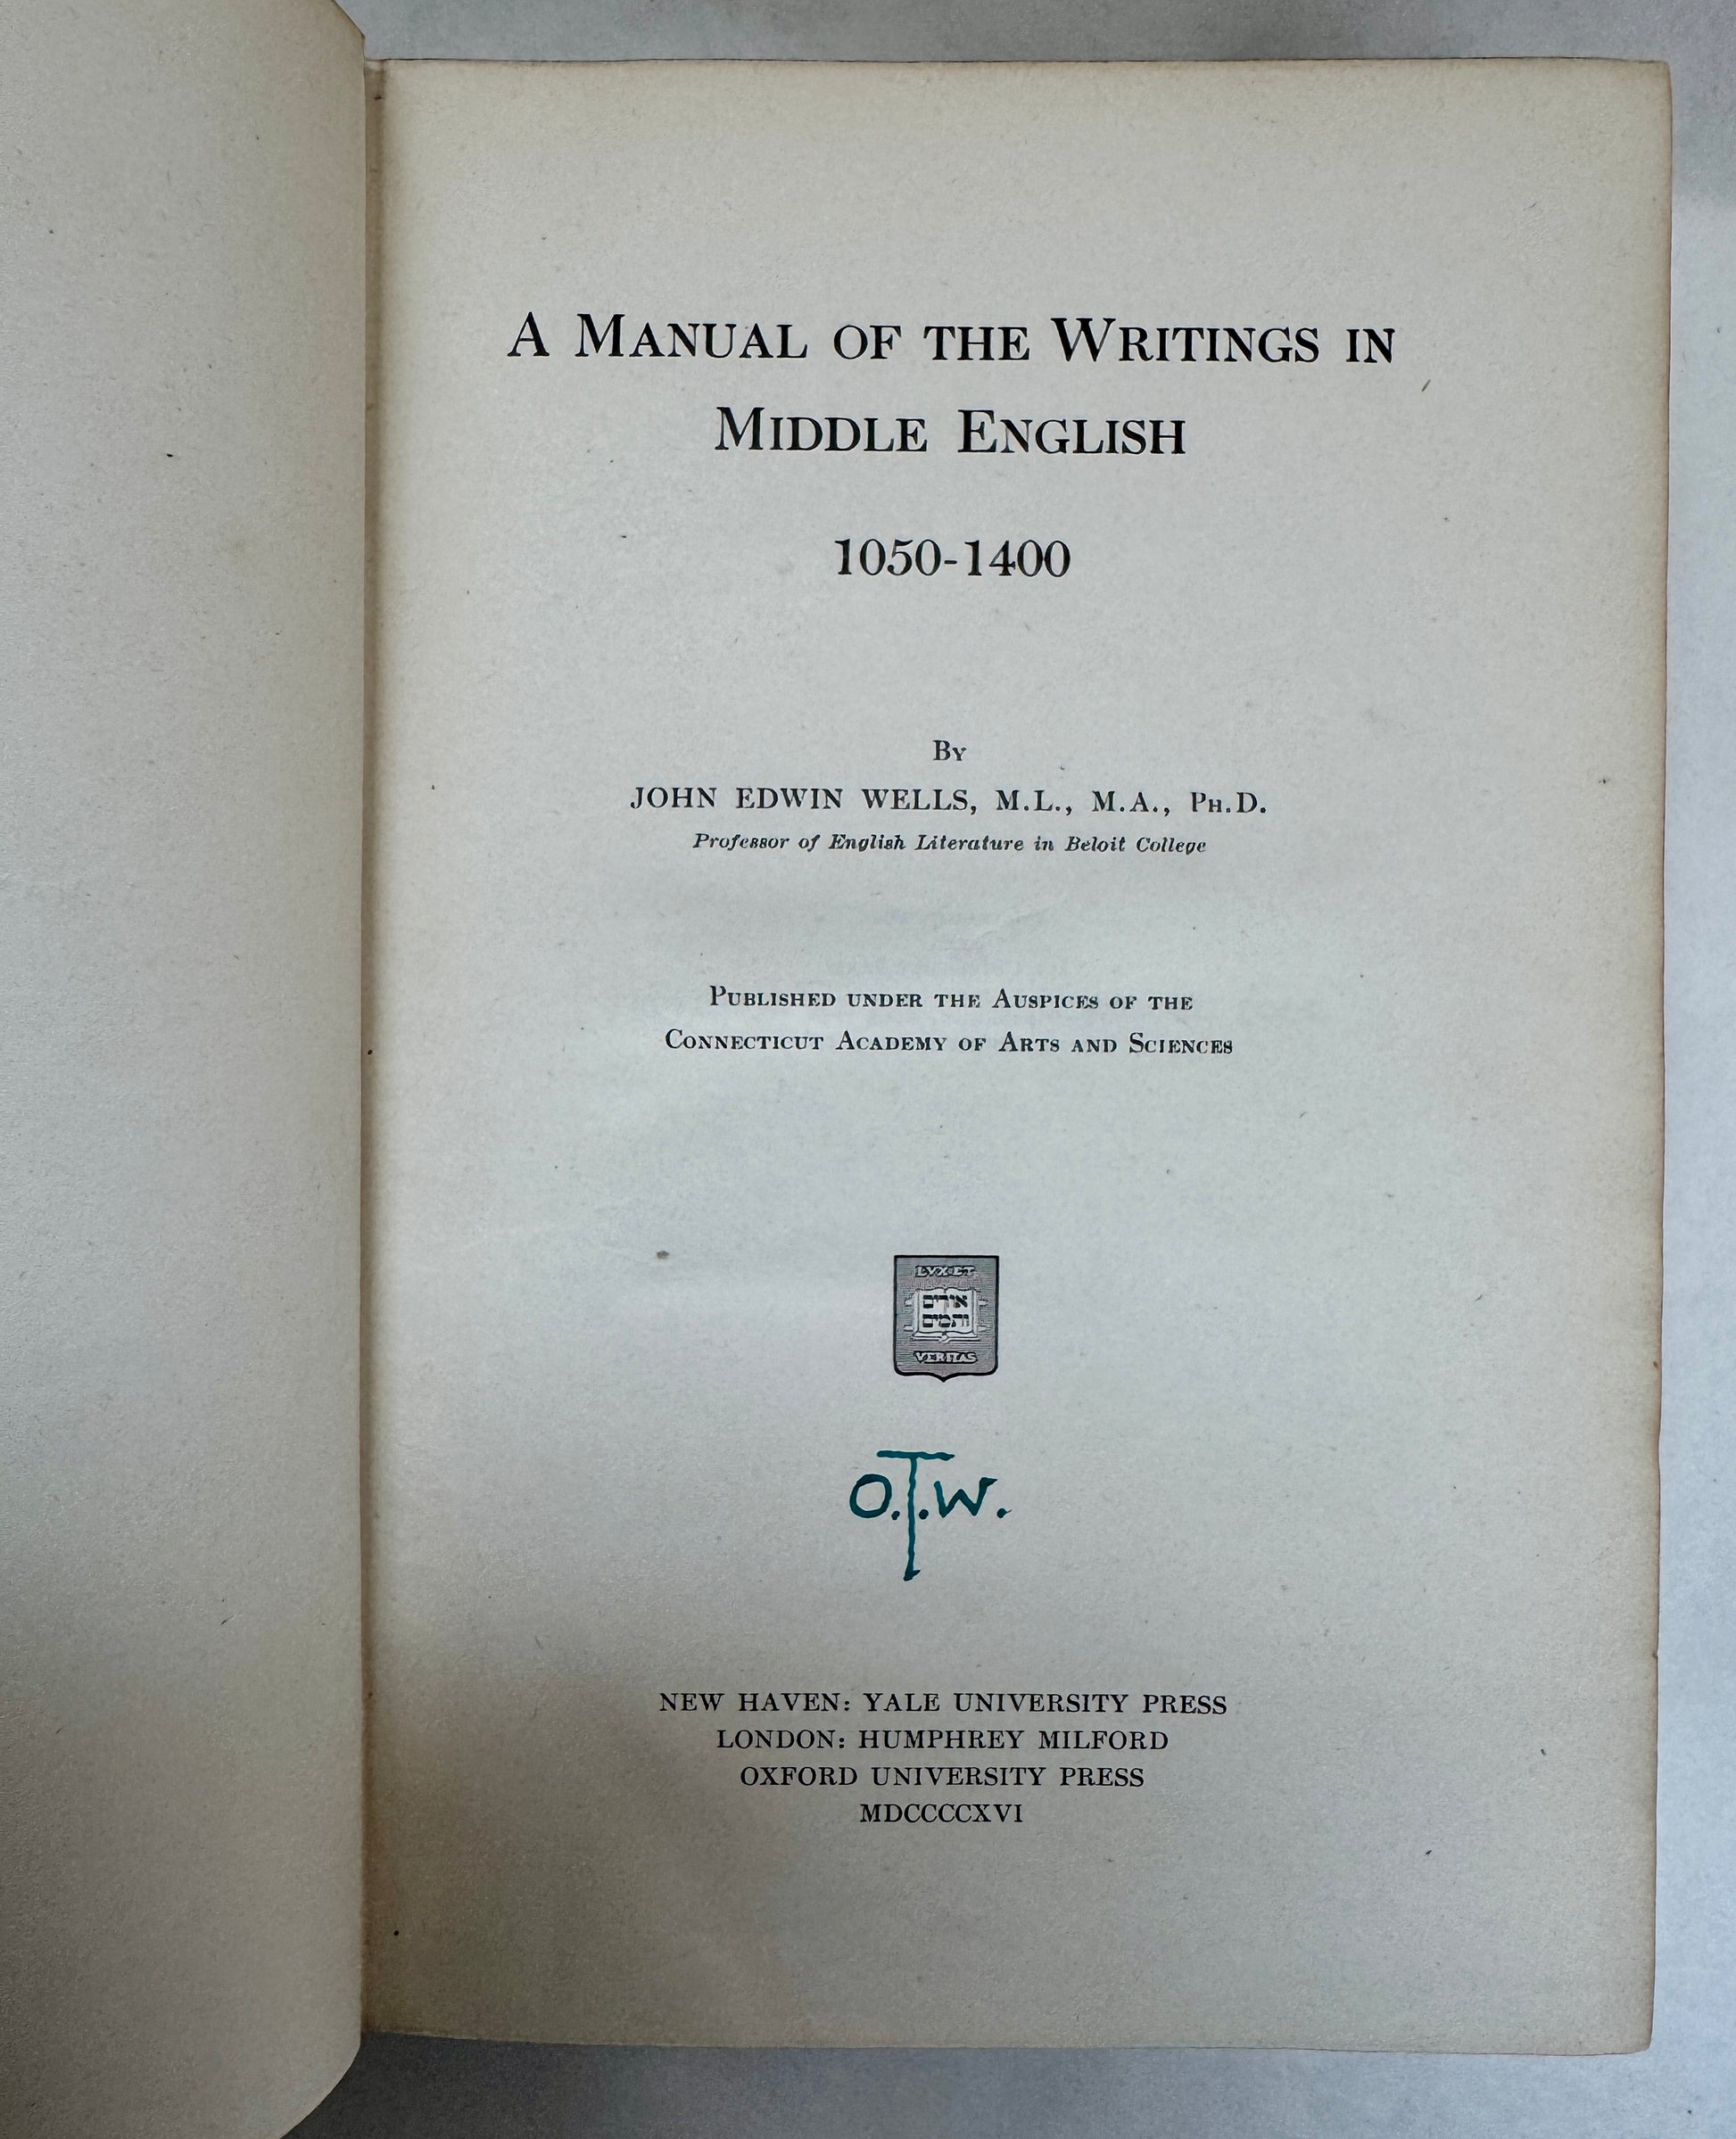 A MANUAL OF THE WRITINGS IN
MIDDLE ENGLISH
1050-1400
BY
JOHN EDWIN WELLS, M.L., M.A., PH.D.
Professor of English Literature in Beloit College
PUBLISHED UNDER THE AUSPICES OF THE
CONNECTICUT ACADEMY OF ARTS AND SCIENCES
LVX ET
אורים
ותמים
VERITAS
O.T.W.
NEW HAVEN: YALE UNIVERSITY PRESS
LONDON: HUMPHREY MILFORD
OXFORD UNIVERSITY PRESS
MDCCCCXVI